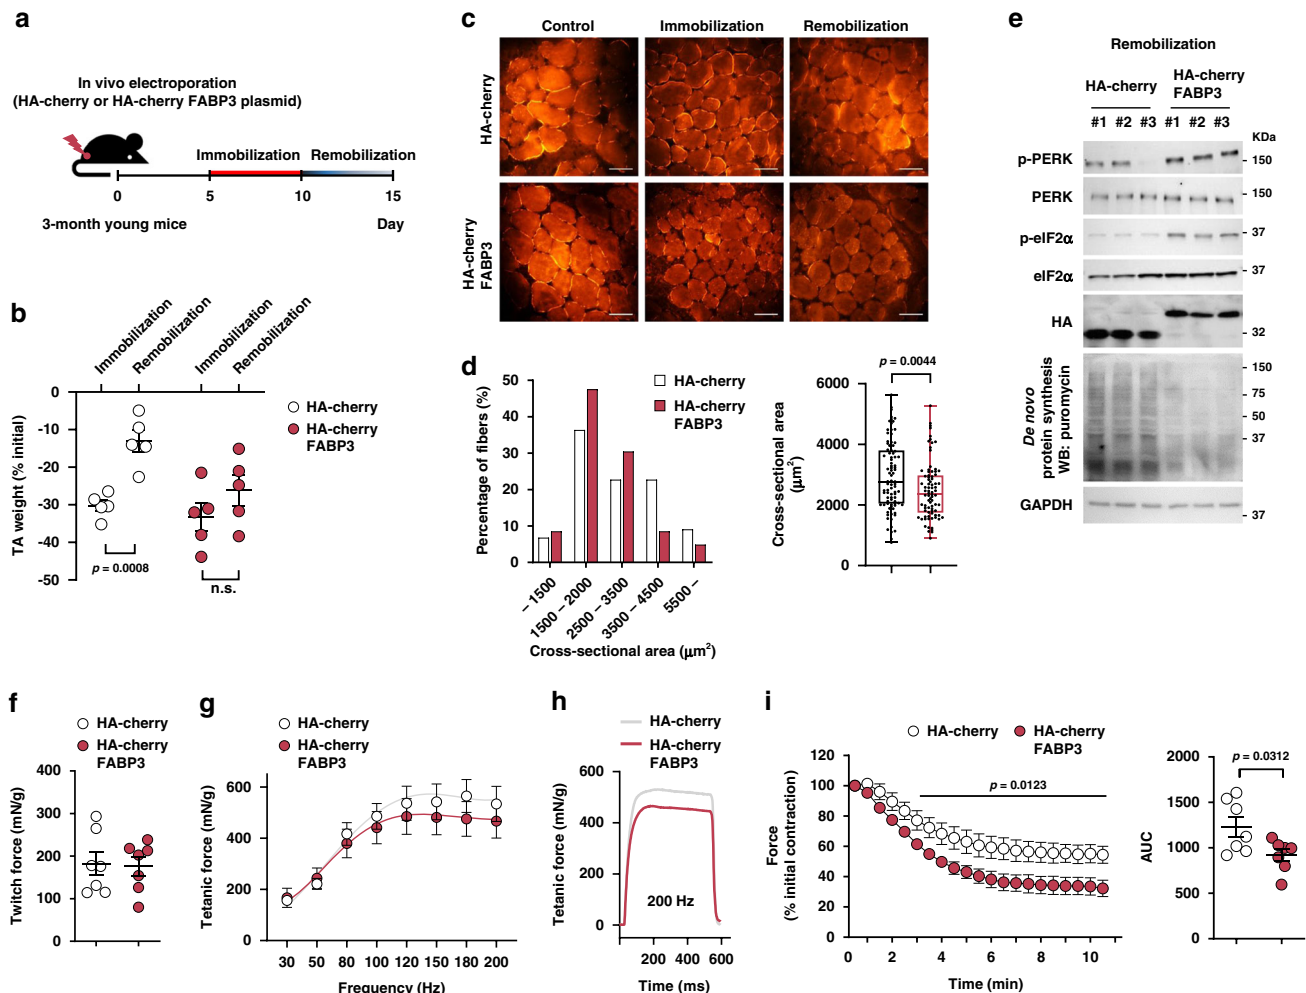 a
In vivo electroporation
(HA-cherry or HA-cherry FABP3 plasmid)
Immobilization
Remobilization
0
5
10
15
3-month young mice
Day
b
Immobilization
Remobilization
Immobilization
Remobilization
0
-10
-20
-30
-40
-50
TA weight (% initial)
HA-cherry
HA-cherry
FABP3
p = 0.0008
n.s.
c
Control
Immobilization
Remobilization
HA-cherry
HA-cherry
FABP3
d
50
40
30
20
10
0
Percentage of fibers (%)
HA-cherry
HA-cherry
FABP3
– 1500
1500 – 2000
2500 – 3500
3500 – 4500
5500 –
Cross-sectional area (μm²)
p = 0.0044
6000
4000
2000
0
Cross-sectional area
(μm²)
e
Remobilization
HA-cherry
HA-cherry
FABP3
#1 #2 #3 #1 #2 #3
KDa
p-PERK
150
PERK
150
p-eIF2α
37
eIF2α
37
HA
32
De novo
protein synthesis
WB: puromycin
150
75
50
37
GAPDH
37
f
HA-cherry
HA-cherry
FABP3
400
300
200
100
0
Twitch force (mN/g)
g
HA-cherry
HA-cherry
FABP3
600
400
200
0
Tetanic force (mN/g)
30 50 80 100 120 150 180 200
Frequency (Hz)
h
HA-cherry
HA-cherry
FABP3
600
400
200
0
Tetanic force (mN/g)
200 Hz
200 400 600
Time (ms)
i
HA-cherry
HA-cherry
FABP3
120
100
80
60
40
20
0
Force
(% initial contraction)
p = 0.0123
0 2 4 6 8 10
Time (min)
p = 0.0312
2000
1500
1000
500
0
AUC